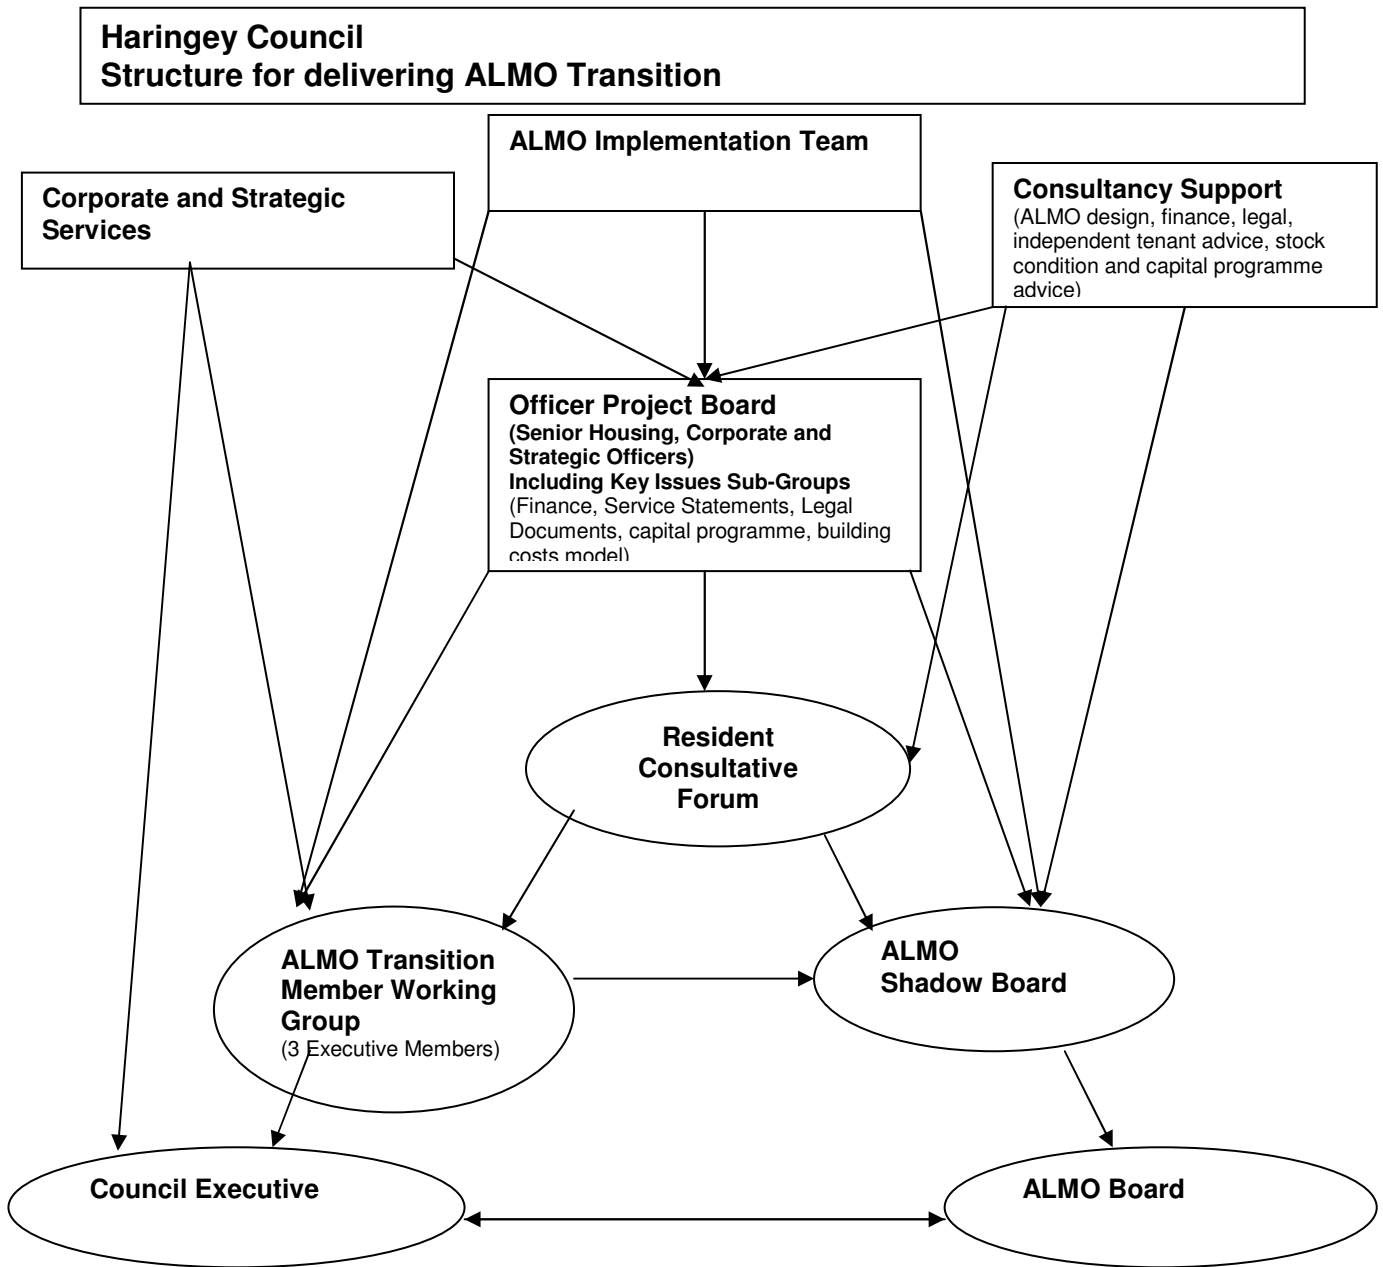 Haringey Council
Structure for delivering ALMO Transition
ALMO Implementation Team
Corporate and Strategic
Services
Consultancy Support
(ALMO design, finance, legal,
independent tenant advice, stock
condition and capital programme
advice)
Officer Project Board
(Senior Housing, Corporate and
Strategic Officers)
Including Key Issues Sub-Groups
(Finance, Service Statements, Legal
Documents, capital programme, building
costs model)
Resident
Consultative
Forum
ALMO Transition
Member Working
Group
(3 Executive Members)
ALMO
Shadow Board
Council Executive
ALMO Board